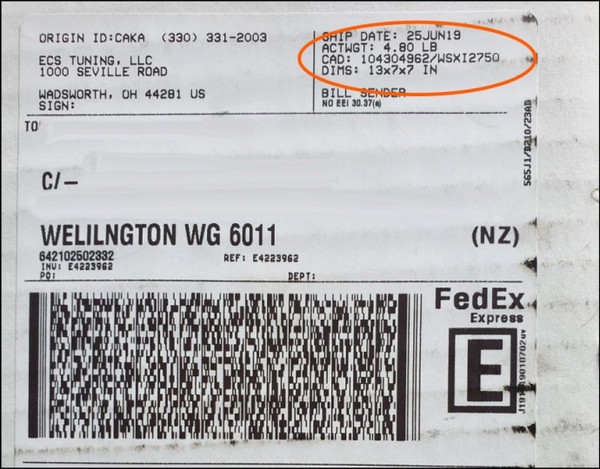 ORIGIN ID:CAKA (330) 331-2003
ECS TUNING, LLC
1000 SEVILLE ROAD
WADSWORTH, OH 44281 US
SIGN:
SHIP DATE: 25JUN19
ACTWGT: 4.80 LB
CAD: 104304962/WSXI2750
DIMS: 13x7x7 IN
BILL SENDER
NO EEI 30.37(a)
TO
C/–
WELILNGTON WG 6011 (NZ)
642102502332 REF: E4223962
INV: E4223962
PO: DEPT:
FedEx
Express
E